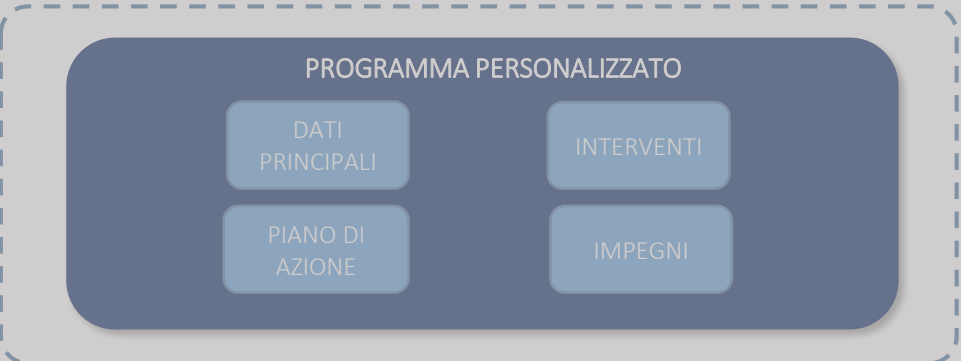 PROGRAMMA PERSONALIZZATO
DATI
PRINCIPALI
INTERVENTI
PIANO DI
AZIONE
IMPEGNI